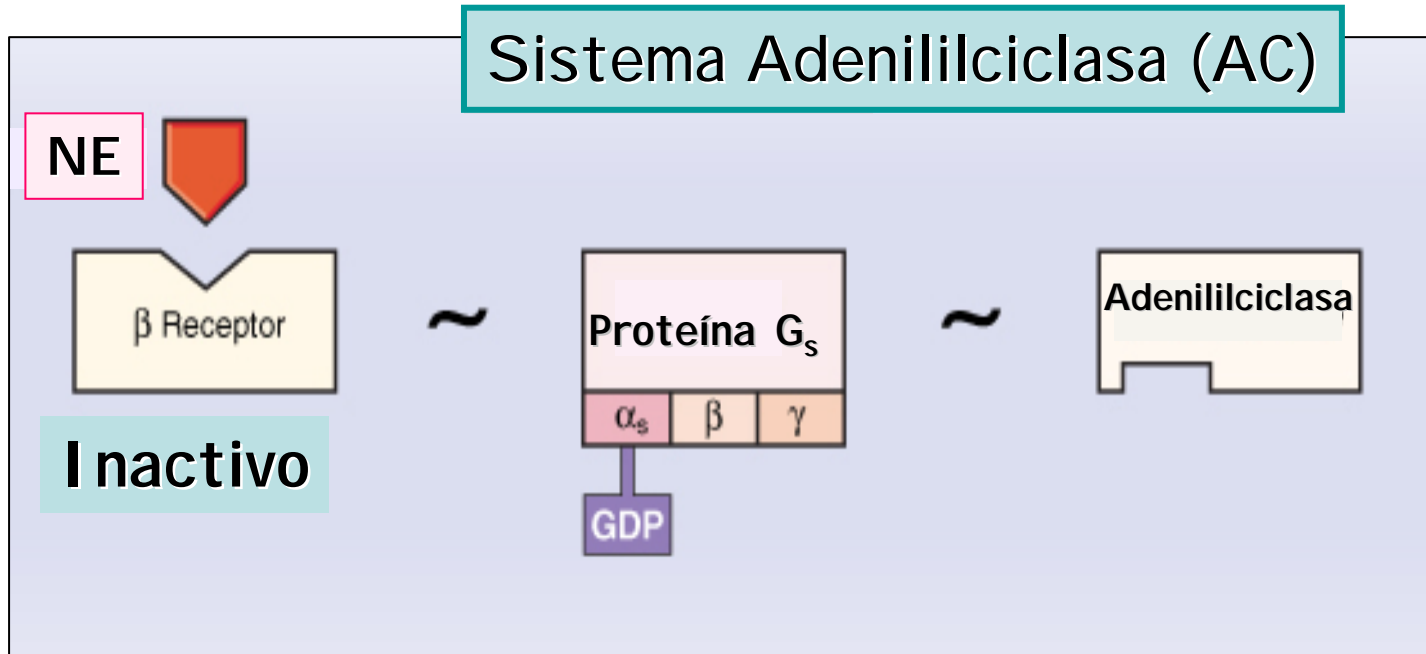 Sistema Adenililciclasa (AC)
NE
β Receptor
~
Proteína Gs
~
Adenililciclasa
αs β γ
Inactivo
GDP